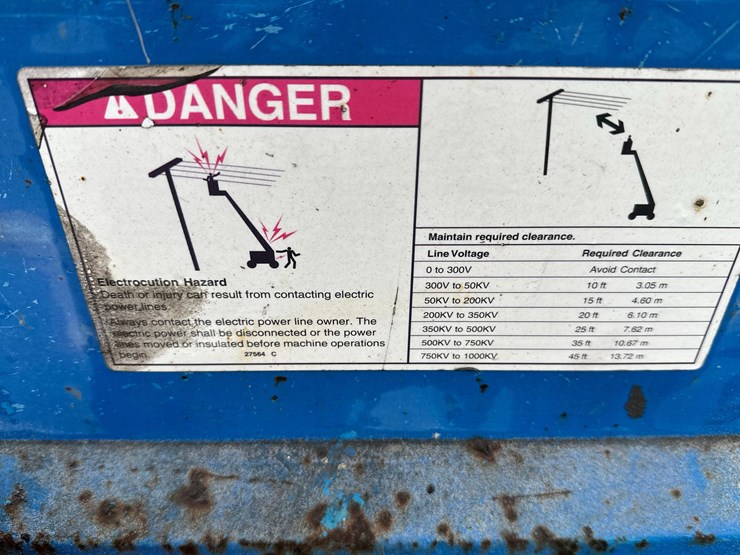 DANGER
Electrocution Hazard
Death or injury can result from contacting electric
power lines.
Always contact the electric power line owner. The
electric power shall be disconnected or the power
lines moved or insulated before machine operations
begin.
27564 C
Maintain required clearance.
Line Voltage Required Clearance
0 to 300V Avoid Contact
300V to 50KV 10 ft 3.05 m
50KV to 200KV 15 ft 4.60 m
200KV to 350KV 20 ft 6.10 m
350KV to 500KV 25 ft 7.62 m
500KV to 750KV 35 ft 10.67 m
750KV to 1000KV 45 ft 13.72 m